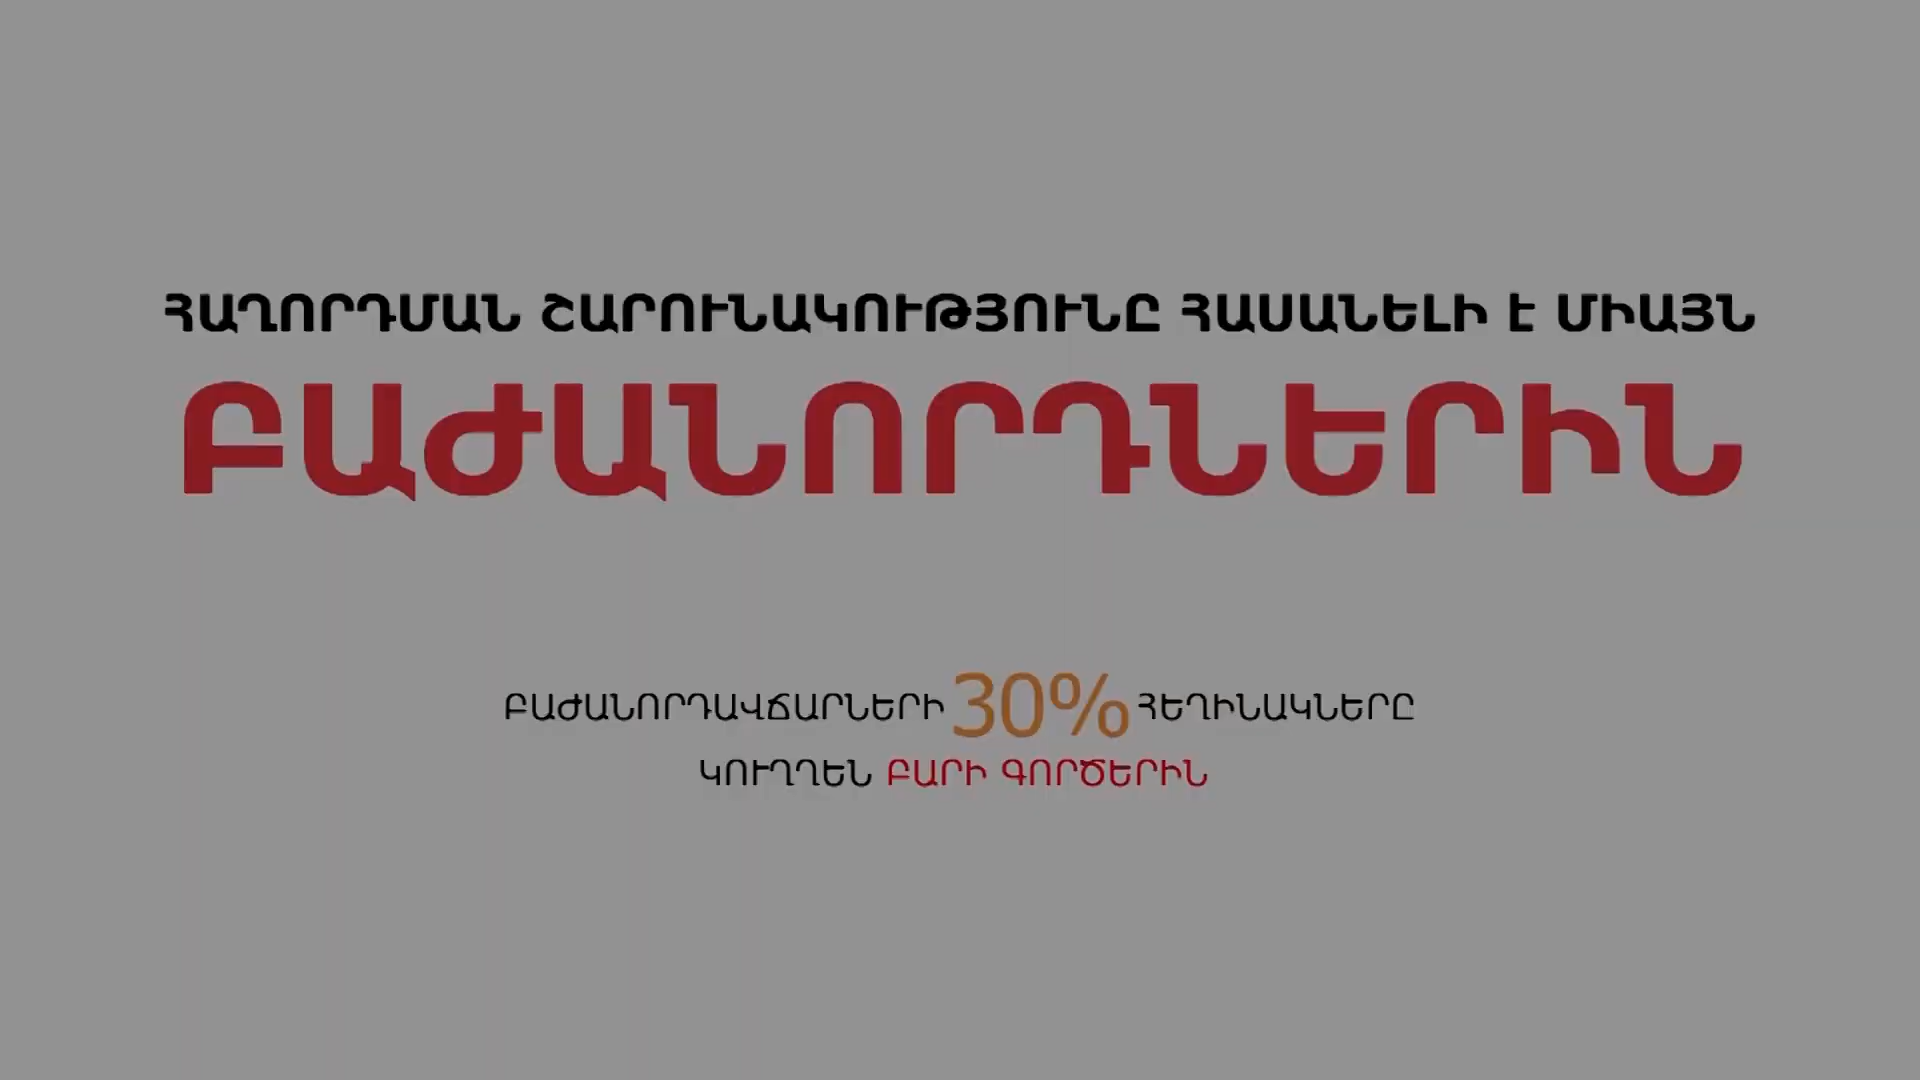 ՀԱՂՈՐԴՄԱՆ ՇԱՐՈՒՆԱԿՈՒԹՅՈՒՆԸ ՀԱՍԱՆԵԼԻ Է ՄԻԱՅՆ
ԲԱԺԱՆՈՐԴՆԵՐԻՆ
ԲԱԺԱՆՈՐԴԱՎՃԱՐՆԵՐԻ 30% ՀԵՂԻՆԱԿՆԵՐԸ
ԿՈՒՂՂԵՆ ԲԱՐԻ ԳՈՐԾԵՐԻՆ